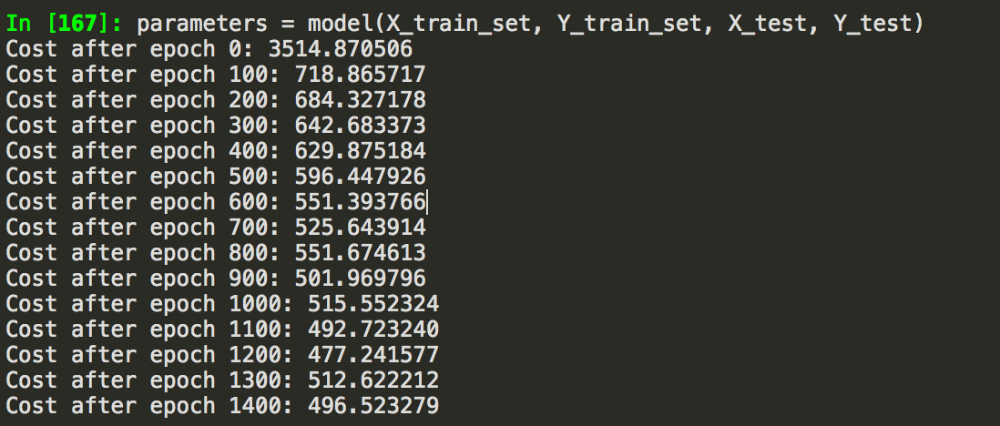 In [167]: parameters = model(X_train_set, Y_train_set, X_test, Y_test)
Cost after epoch 0: 3514.870506
Cost after epoch 100: 718.865717
Cost after epoch 200: 684.327178
Cost after epoch 300: 642.683373
Cost after epoch 400: 629.875184
Cost after epoch 500: 596.447926
Cost after epoch 600: 551.393766
Cost after epoch 700: 525.643914
Cost after epoch 800: 551.674613
Cost after epoch 900: 501.969796
Cost after epoch 1000: 515.552324
Cost after epoch 1100: 492.723240
Cost after epoch 1200: 477.241577
Cost after epoch 1300: 512.622212
Cost after epoch 1400: 496.523279